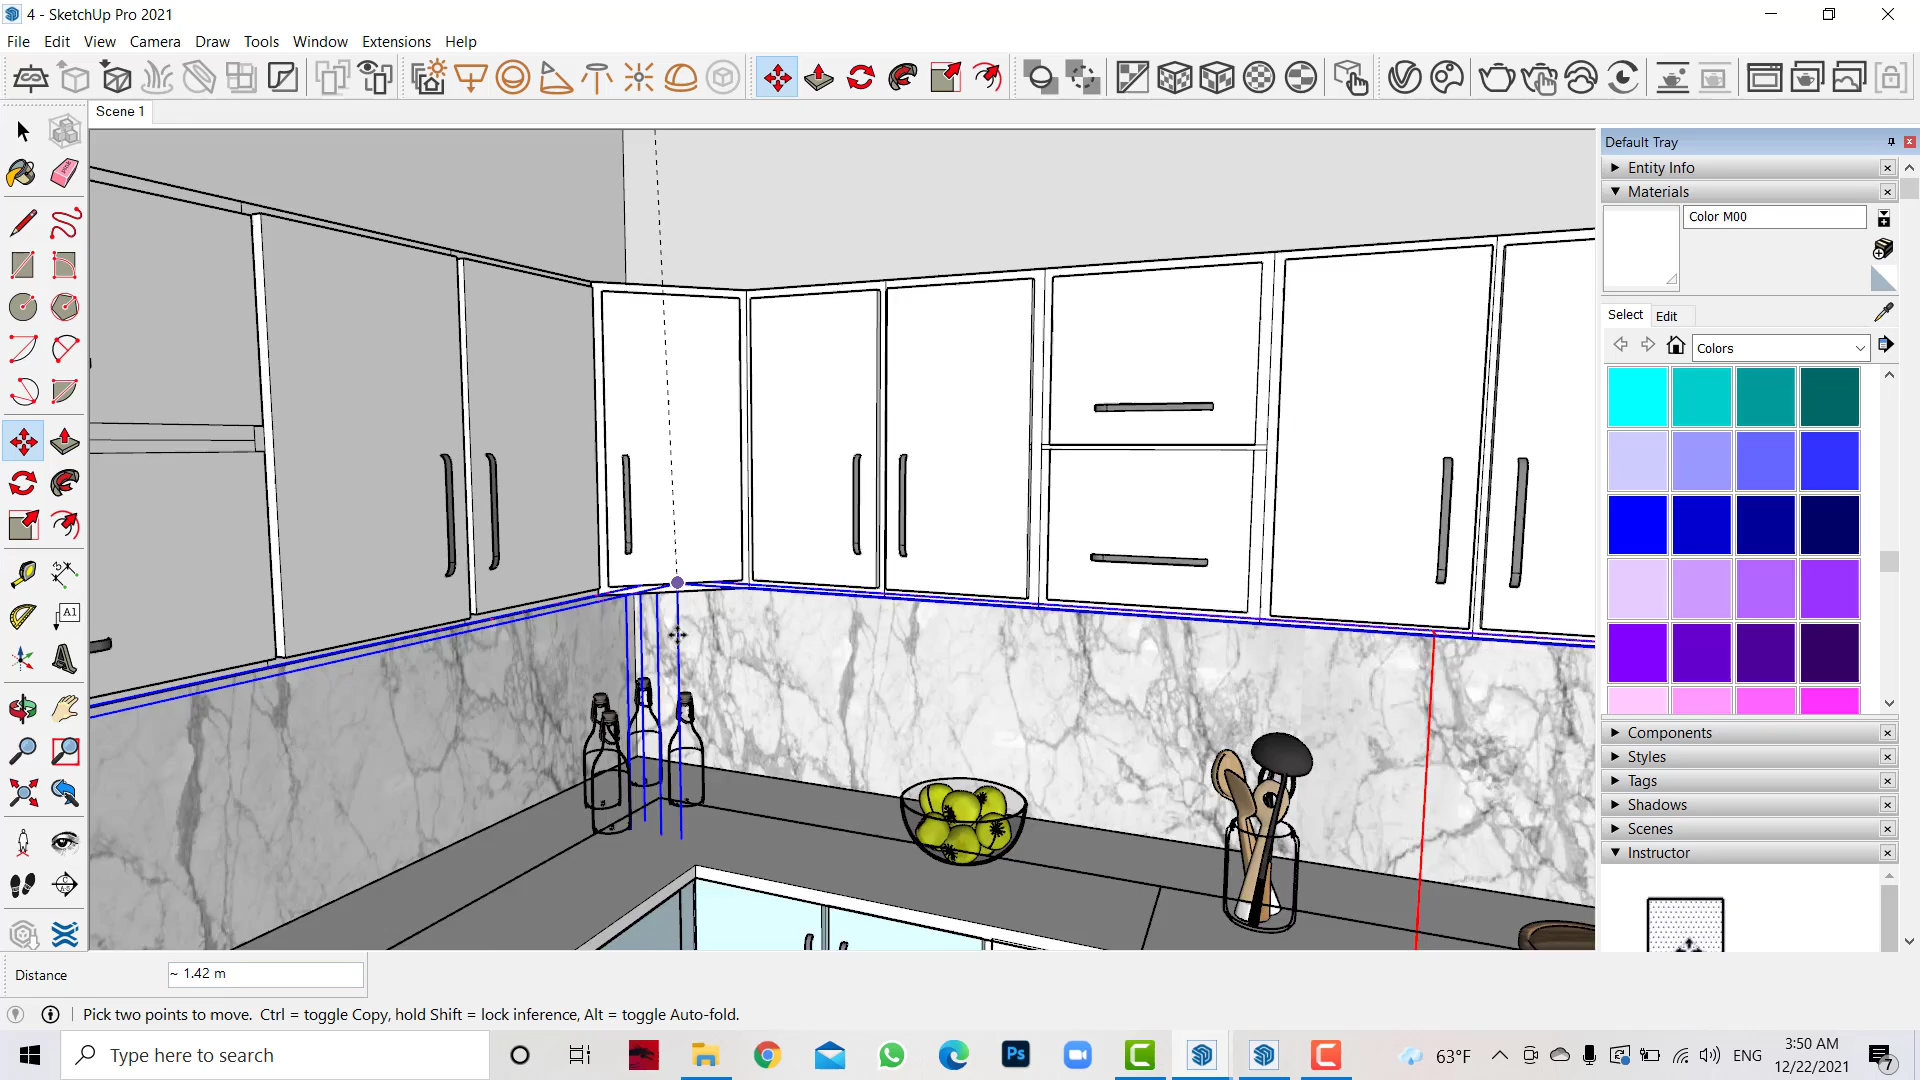 4 - SketchUp Pro 2021
File Edit View Camera Draw Tools Window Extensions Help
Scene 1
Default Tray
Entity Info
Materials
Color M00
Select Edit
Colors
A1
Components
Styles
Tags
Shadows
Scenes
Instructor
Distance ~ 1.42 m
Pick two points to move. Ctrl = toggle Copy, hold Shift = lock inference, Alt = toggle Auto-fold.
Type here to search
Ps
63°F
ENG
3:50 AM
12/22/2021
7